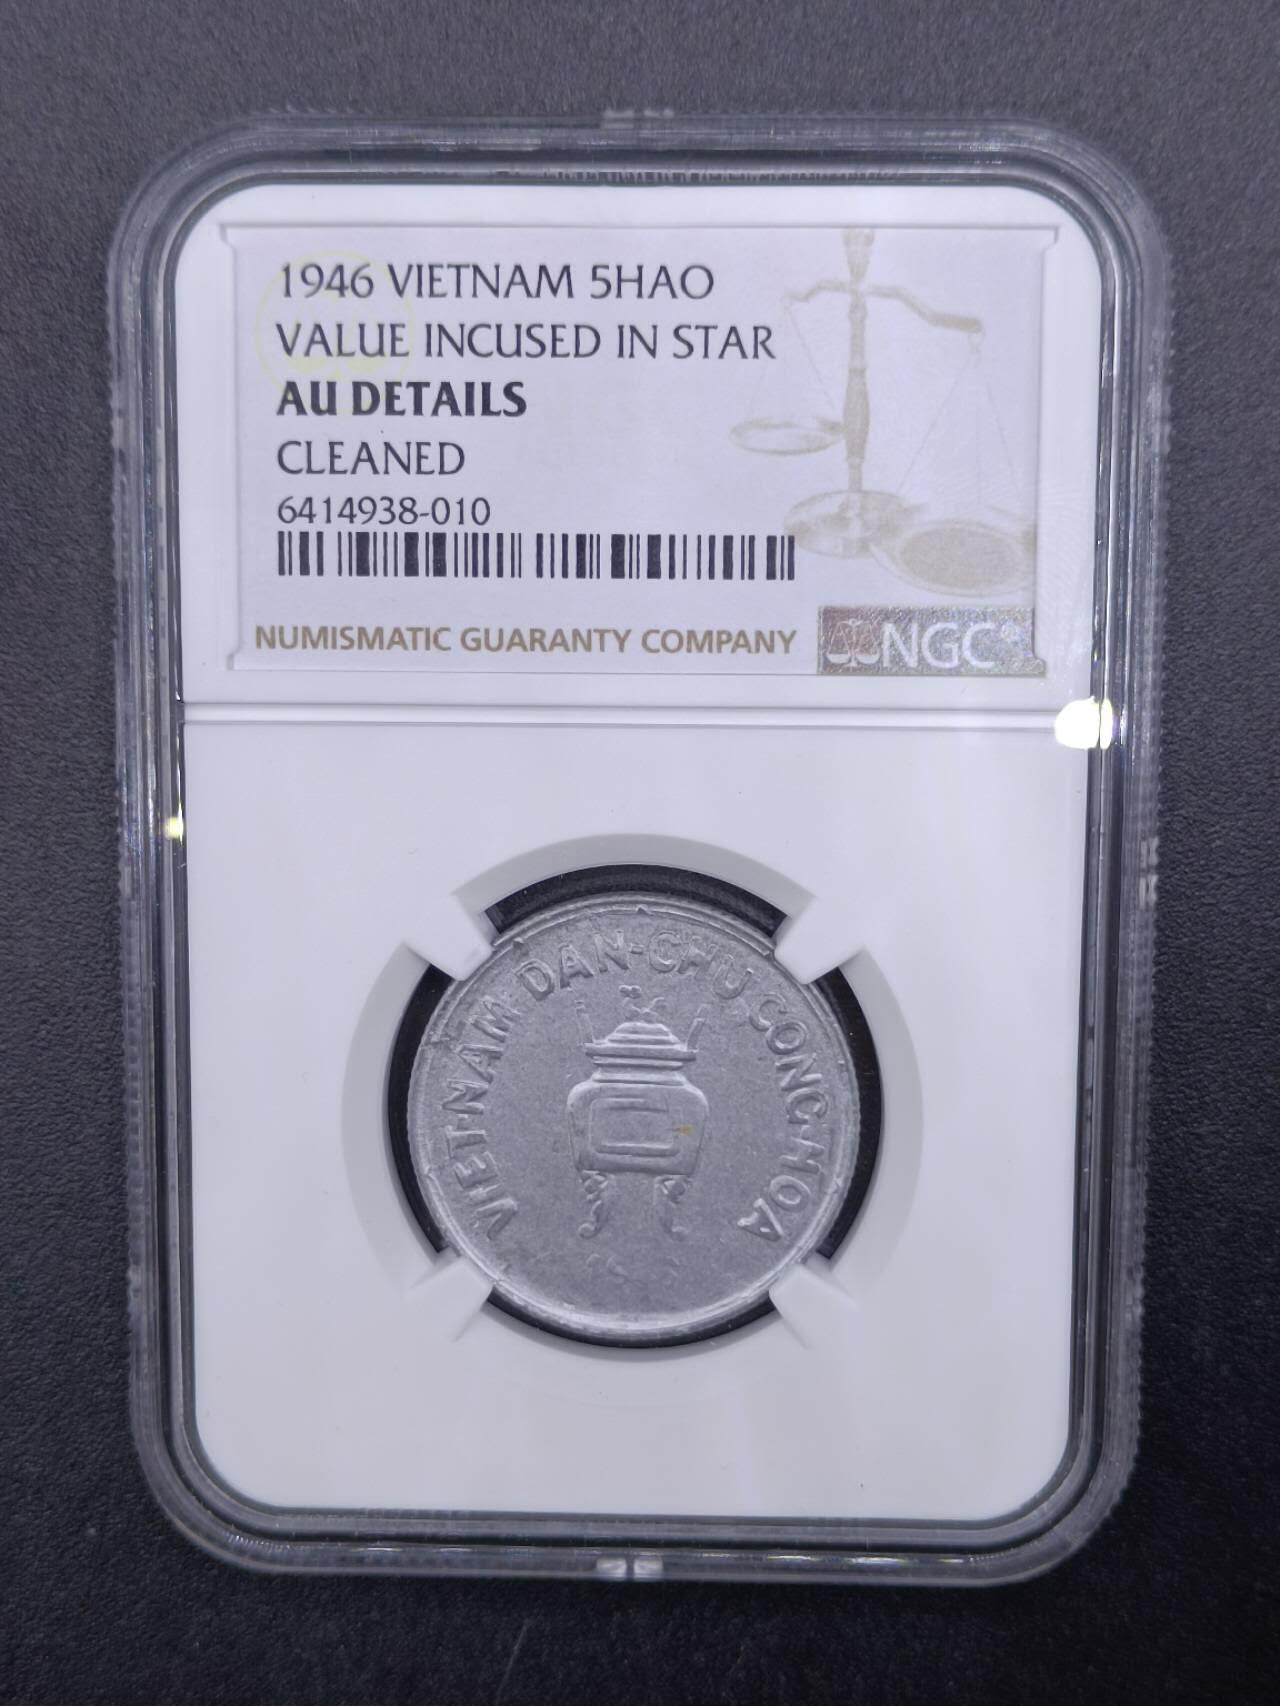 1946 VIETNAM 5HAO
VALUE INCUSED IN STAR
AU DETAILS
CLEANED
6414938-010
NUMISMATIC GUARANTY COMPANY
NGC
VIET-NAM DAN-CHU CONG-HOA